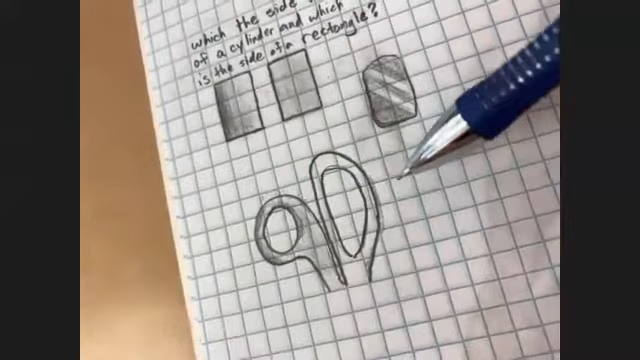 which the side
of a cylinder and which
is the side of a rectangle?